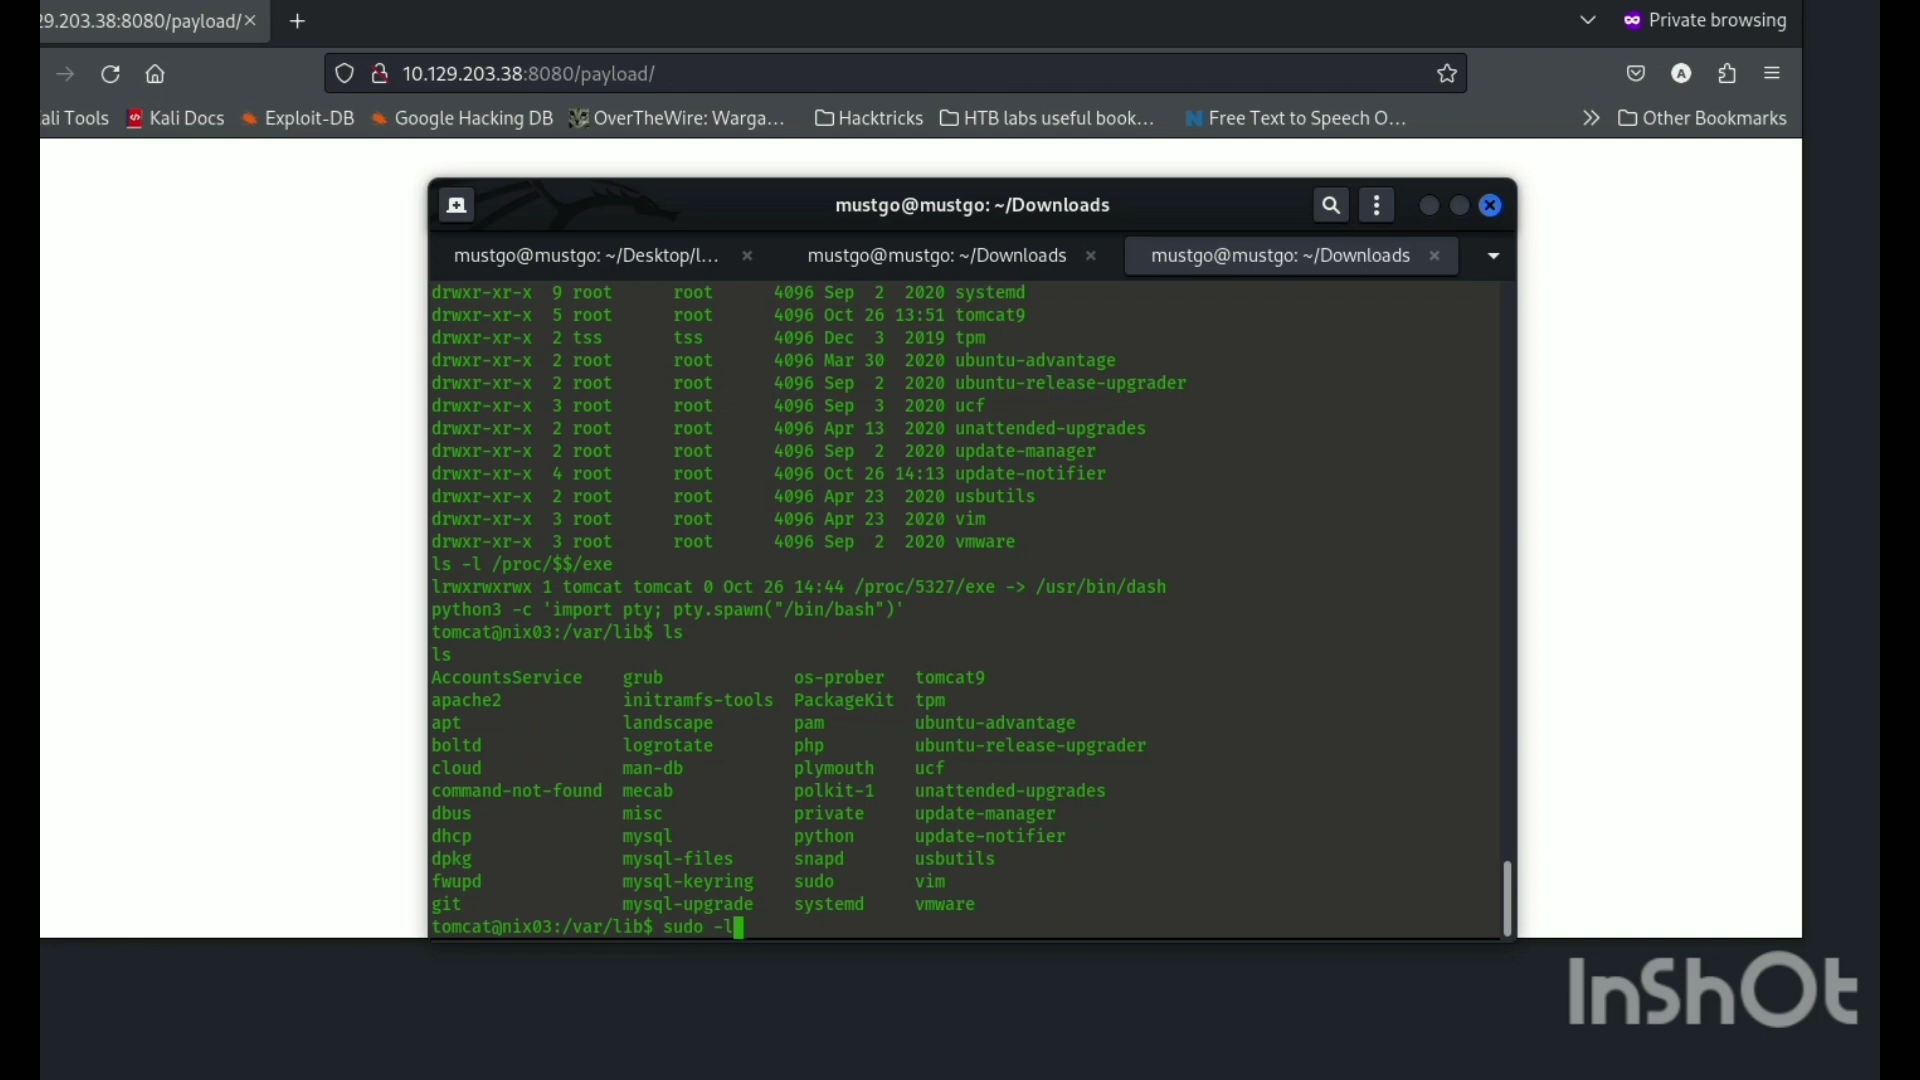 29.203.38:8080/payload/
Private browsing
10.129.203.38:8080/payload/
A
ali Tools Kali Docs Exploit-DB Google Hacking DB OverTheWire: Warga… Hacktricks HTB labs useful book… Free Text to Speech O… Other Bookmarks
mustgo@mustgo: ~/Downloads
mustgo@mustgo: ~/Desktop/l… mustgo@mustgo: ~/Downloads mustgo@mustgo: ~/Downloads
drwxr-xr-x  9 root      root      4096 Sep  2  2020 systemd
drwxr-xr-x  5 root      root      4096 Oct 26 13:51 tomcat9
drwxr-xr-x  2 tss       tss       4096 Dec  3  2019 tpm
drwxr-xr-x  2 root      root      4096 Mar 30  2020 ubuntu-advantage
drwxr-xr-x  2 root      root      4096 Sep  2  2020 ubuntu-release-upgrader
drwxr-xr-x  3 root      root      4096 Sep  3  2020 ucf
drwxr-xr-x  2 root      root      4096 Apr 13  2020 unattended-upgrades
drwxr-xr-x  2 root      root      4096 Sep  2  2020 update-manager
drwxr-xr-x  4 root      root      4096 Oct 26 14:13 update-notifier
drwxr-xr-x  2 root      root      4096 Apr 23  2020 usbutils
drwxr-xr-x  3 root      root      4096 Apr 23  2020 vim
drwxr-xr-x  3 root      root      4096 Sep  2  2020 vmware
ls -l /proc/$$/exe
lrwxrwxrwx 1 tomcat tomcat 0 Oct 26 14:44 /proc/5327/exe -> /usr/bin/dash
python3 -c 'import pty; pty.spawn("/bin/bash")'
tomcat@nix03:/var/lib$ ls
ls
AccountsService    grub             os-prober   tomcat9
apache2            initramfs-tools  PackageKit  tpm
apt                landscape        pam         ubuntu-advantage
boltd              logrotate        php         ubuntu-release-upgrader
cloud              man-db           plymouth    ucf
command-not-found  mecab            polkit-1    unattended-upgrades
dbus               misc             private     update-manager
dhcp               mysql            python      update-notifier
dpkg               mysql-files      snapd       usbutils
fwupd              mysql-keyring    sudo        vim
git                mysql-upgrade    systemd     vmware
tomcat@nix03:/var/lib$ sudo -l
InShOt